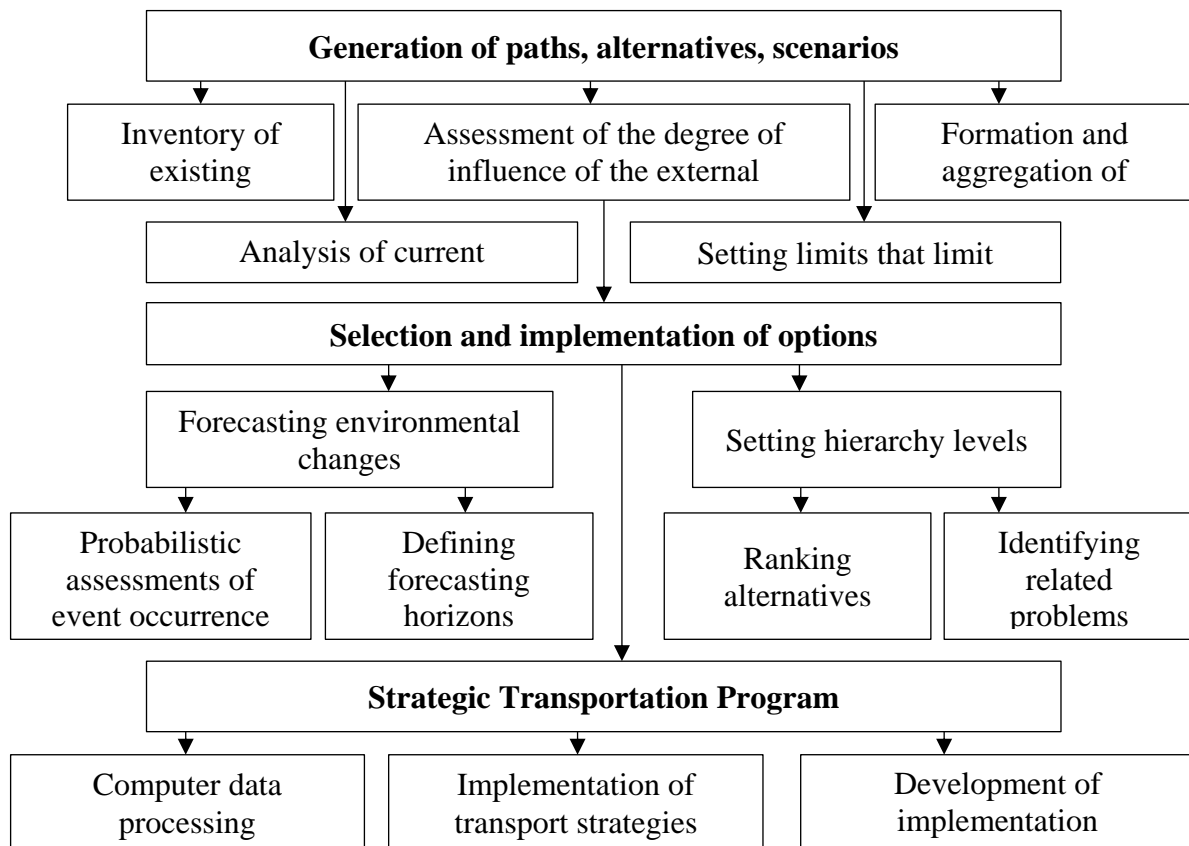 Generation of paths, alternatives, scenarios
Inventory of
existing
Assessment of the degree of
influence of the external
Formation and
aggregation of
Analysis of current
Setting limits that limit
Selection and implementation of options
Forecasting environmental
changes
Setting hierarchy levels
Probabilistic
assessments of
event occurrence
Defining
forecasting
horizons
Ranking
alternatives
Identifying
related
problems
Strategic Transportation Program
Computer data
processing
Implementation of
transport strategies
Development of
implementation